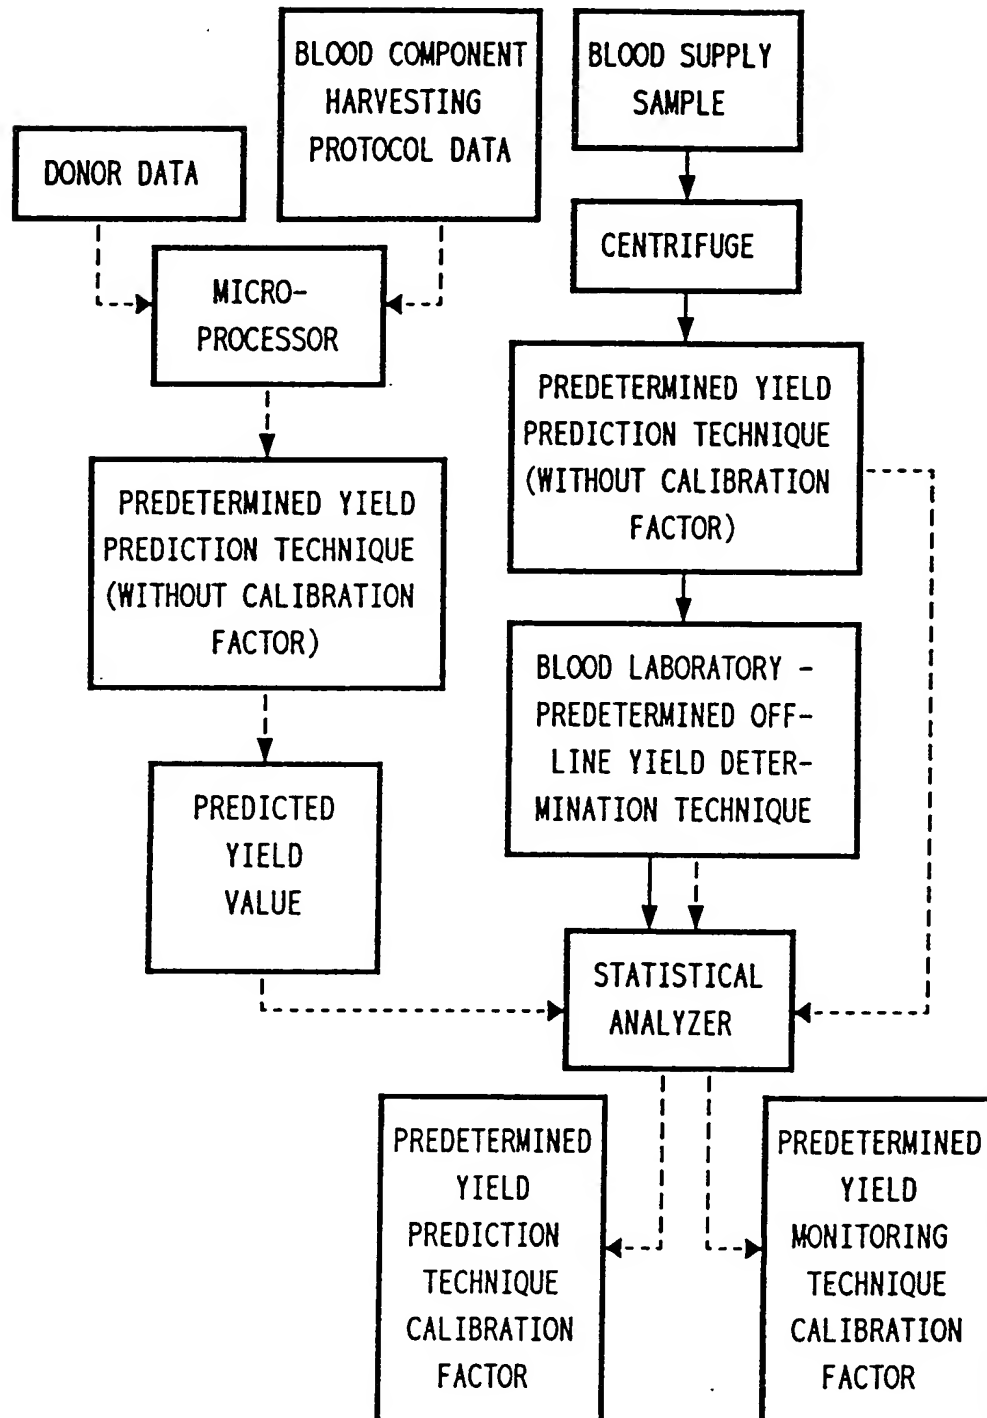 DONOR DATA
BLOOD COMPONENT
HARVESTING
PROTOCOL DATA
BLOOD SUPPLY
SAMPLE
CENTRIFUGE
MICRO-
PROCESSOR
PREDETERMINED YIELD
PREDICTION TECHNIQUE
(WITHOUT CALIBRATION
FACTOR)
PREDETERMINED YIELD
PREDICTION TECHNIQUE
(WITHOUT CALIBRATION
FACTOR)
BLOOD LABORATORY -
PREDETERMINED OFF-
LINE YIELD DETER-
MINATION TECHNIQUE
PREDICTED
YIELD
VALUE
STATISTICAL
ANALYZER
PREDETERMINED
YIELD
PREDICTION
TECHNIQUE
CALIBRATION
FACTOR
PREDETERMINED
YIELD
MONITORING
TECHNIQUE
CALIBRATION
FACTOR